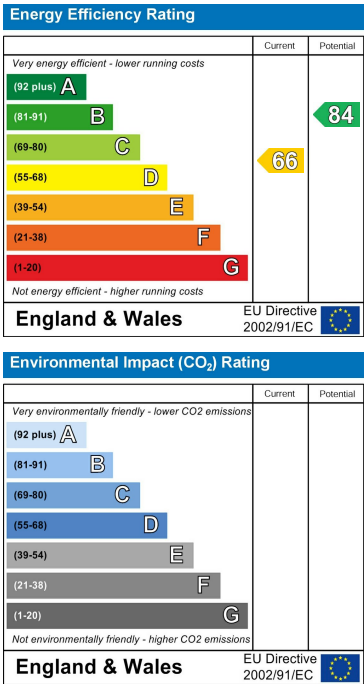 Energy Efficiency Rating
Current Potential
Very energy efficient - lower running costs
(92 plus) A
(81-91) B
84
(69-80) C
66
(55-68) D
(39-54) E
(21-38) F
(1-20) G
Not energy efficient - higher running costs
England & Wales
EU Directive
2002/91/EC
Environmental Impact (CO₂) Rating
Current Potential
Very environmentally friendly - lower CO2 emissions
(92 plus) A
(81-91) B
(69-80) C
(55-68) D
(39-54) E
(21-38) F
(1-20) G
Not environmentally friendly - higher CO2 emissions
England & Wales
EU Directive
2002/91/EC